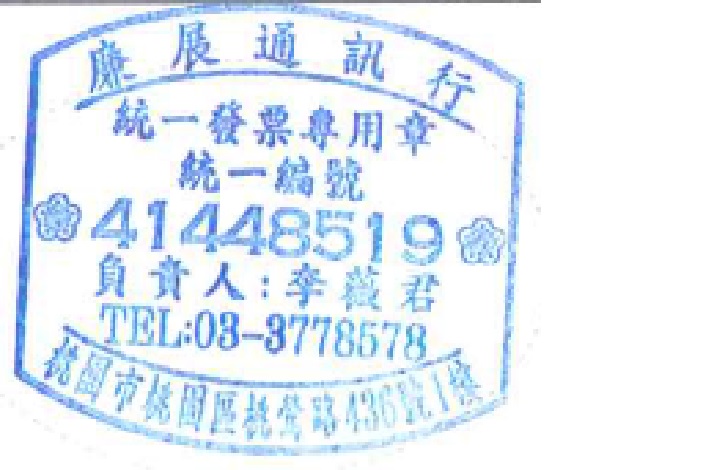 廉展通訊行
統一發票專用章
統一編號
41448519
負責人:李薇君
TEL:03-3778578
桃園市桃園區桃鶯路436號1樓